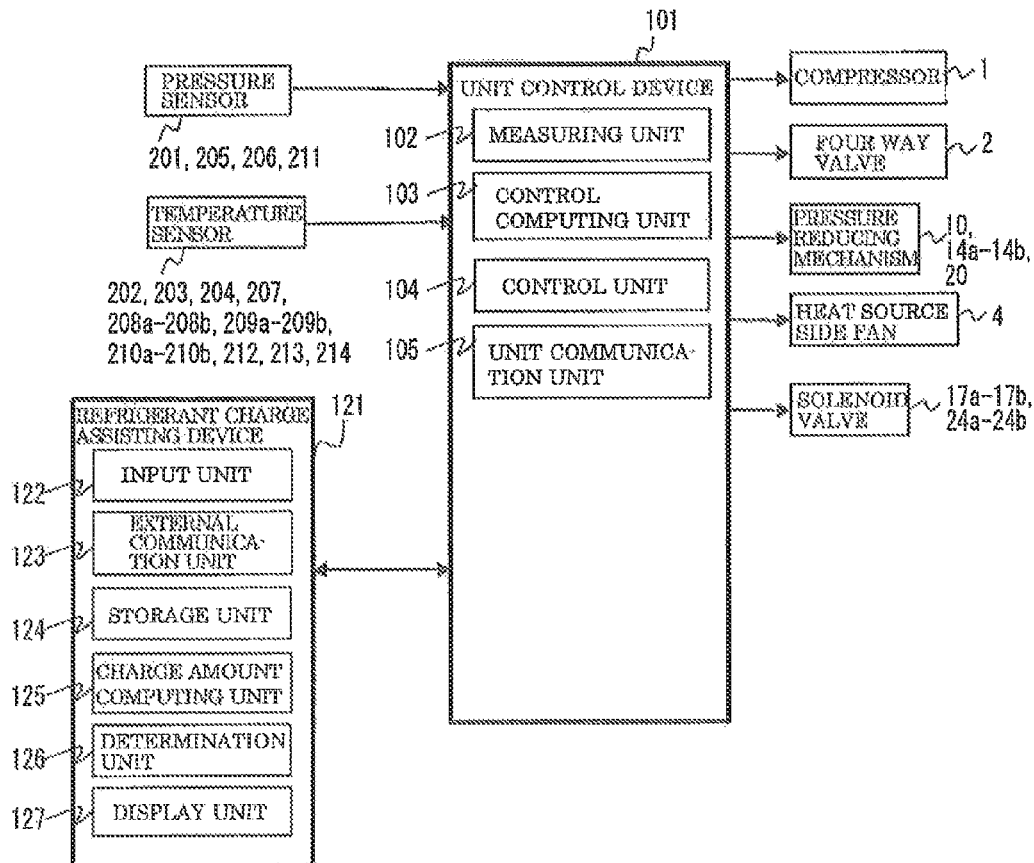 101
PRESSURE
SENSOR
201, 205, 206, 211
TEMPERATURE
SENSOR
202, 203, 204, 207,
208a-208b, 209a-209b,
210a-210b, 212, 213, 214
UNIT CONTROL DEVICE
102
MEASURING UNIT
103
CONTROL
COMPUTING UNIT
104
CONTROL UNIT
105
UNIT COMMUNICA-
TION UNIT
COMPRESSOR
1
FOUR WAY
VALVE
2
PRESSURE
REDUCING
MECHANISM
10,
14a-14b,
20
HEAT SOURCE
SIDE FAN
4
SOLENOID
VALVE
17a-17b,
24a-24b
REFRIGERANT CHARGE
ASSISTING DEVICE
121
122
INPUT UNIT
123
EXTERNAL
COMMUNICA-
TION UNIT
124
STORAGE UNIT
125
CHARGE AMOUNT
COMPUTING UNIT
126
DETERMINATION
UNIT
127
DISPLAY UNIT